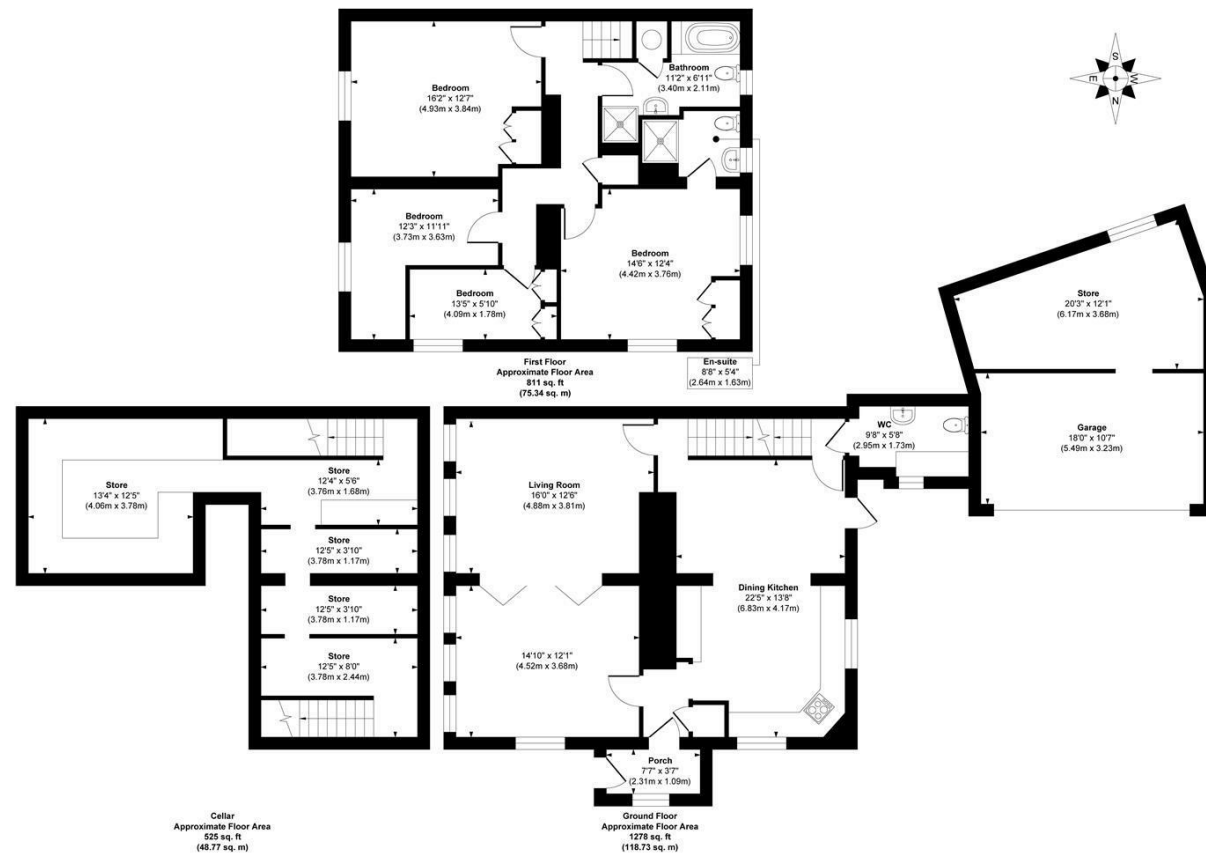 Bedroom
16'2" x 12'7"
(4.93m x 3.84m)
Bathroom
11'2" x 6'11"
(3.40m x 2.11m)
S
E
W
N
Bedroom
12'3" x 11'11"
(3.73m x 3.63m)
Bedroom
14'6" x 12'4"
(4.42m x 3.76m)
Bedroom
13'5" x 5'10"
(4.09m x 1.78m)
First Floor
Approximate Floor Area
811 sq. ft
(75.34 sq. m)
En-suite
8'8" x 5'4"
(2.64m x 1.63m)
Store
20'3" x 12'1"
(6.17m x 3.68m)
Garage
18'0" x 10'7"
(5.49m x 3.23m)
WC
9'8" x 5'8"
(2.95m x 1.73m)
Store
13'4" x 12'5"
(4.06m x 3.78m)
Store
12'4" x 5'6"
(3.76m x 1.68m)
Store
12'5" x 3'10"
(3.78m x 1.17m)
Store
12'5" x 3'10"
(3.78m x 1.17m)
Store
12'5" x 8'0"
(3.78m x 2.44m)
Living Room
16'0" x 12'6"
(4.88m x 3.81m)
Dining Kitchen
22'5" x 13'8"
(6.83m x 4.17m)
14'10" x 12'1"
(4.52m x 3.68m)
Porch
7'7" x 3'7"
(2.31m x 1.09m)
Cellar
Approximate Floor Area
525 sq. ft
(48.77 sq. m)
Ground Floor
Approximate Floor Area
1278 sq. ft
(118.73 sq. m)